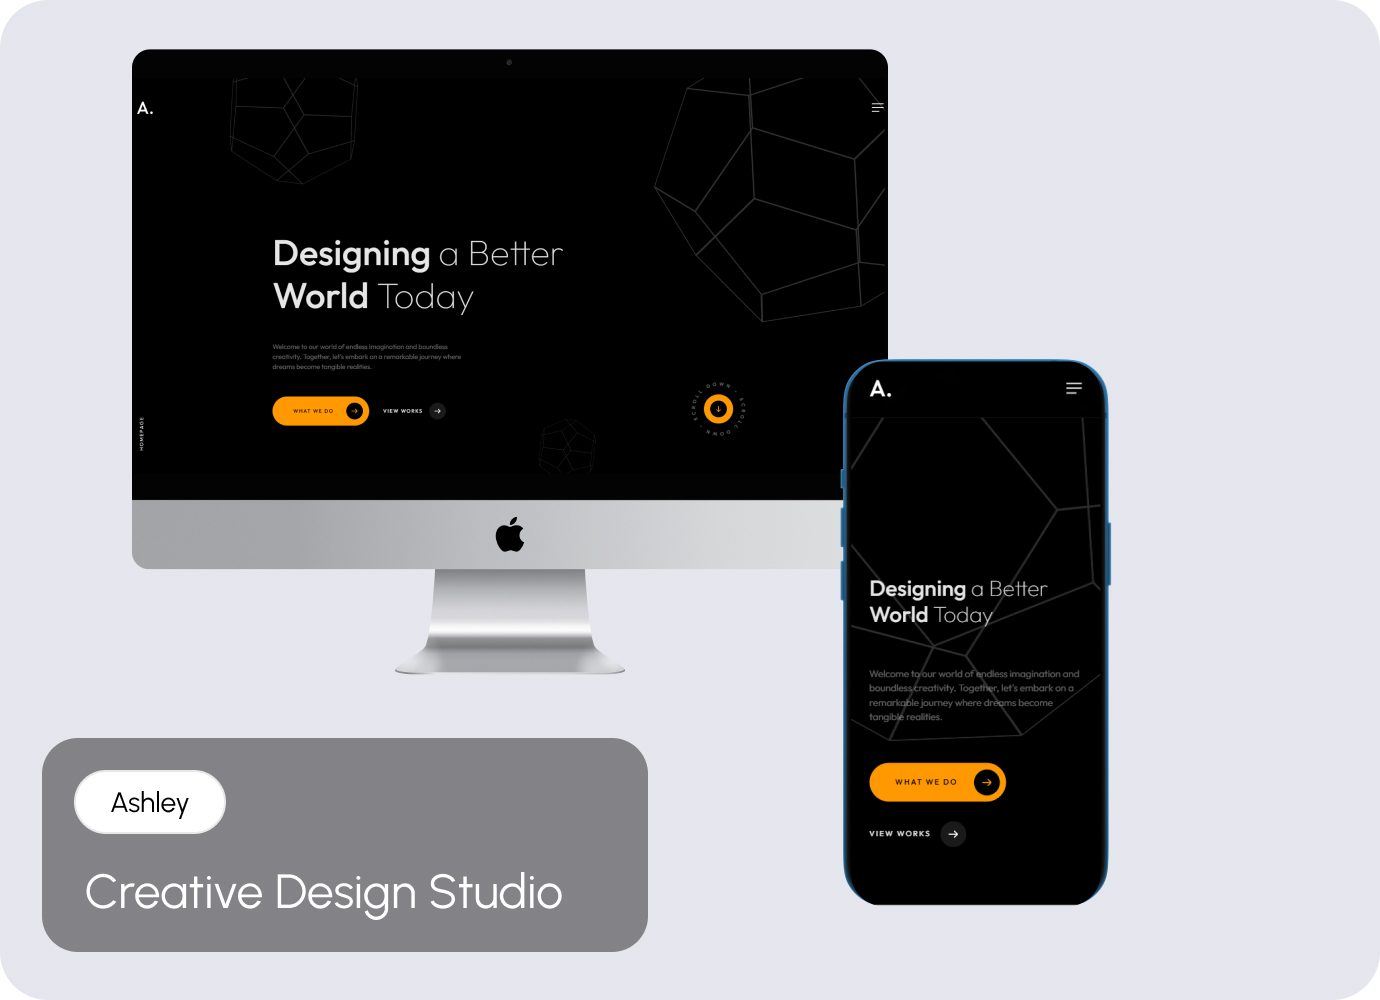 A.
Designing a Better
World Today
Welcome to our world of endless imagination and boundless
creativity. Together, let's embark on a remarkable journey where
dreams become tangible realities.
WHAT WE DO
VIEW WORKS
SCROLL DOWN - SCROLL DOWN -
HOMEPAGE
A.
Designing a Better
World Today
Welcome to our world of endless imagination and
boundless creativity. Together, let's embark on a
remarkable journey where dreams become
tangible realities.
WHAT WE DO
VIEW WORKS
Ashley
Creative Design Studio